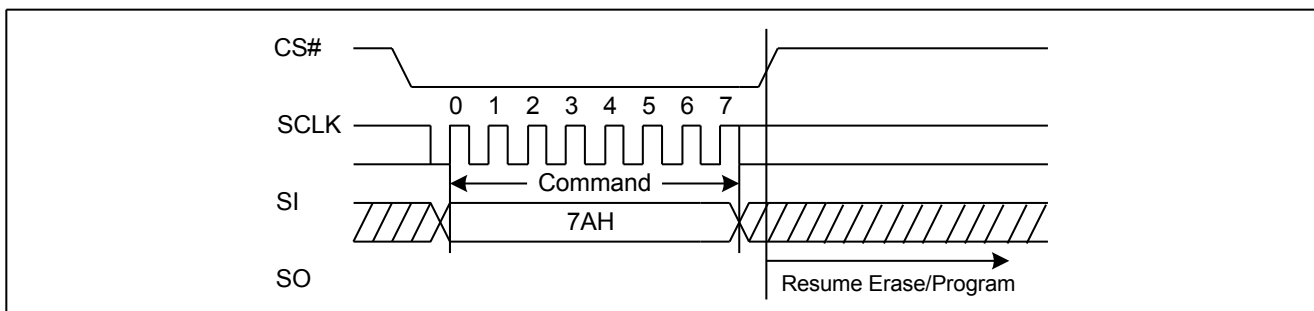 CS#
0 1 2 3 4 5 6 7
SCLK
Command
SI
7AH
SO
Resume Erase/Program